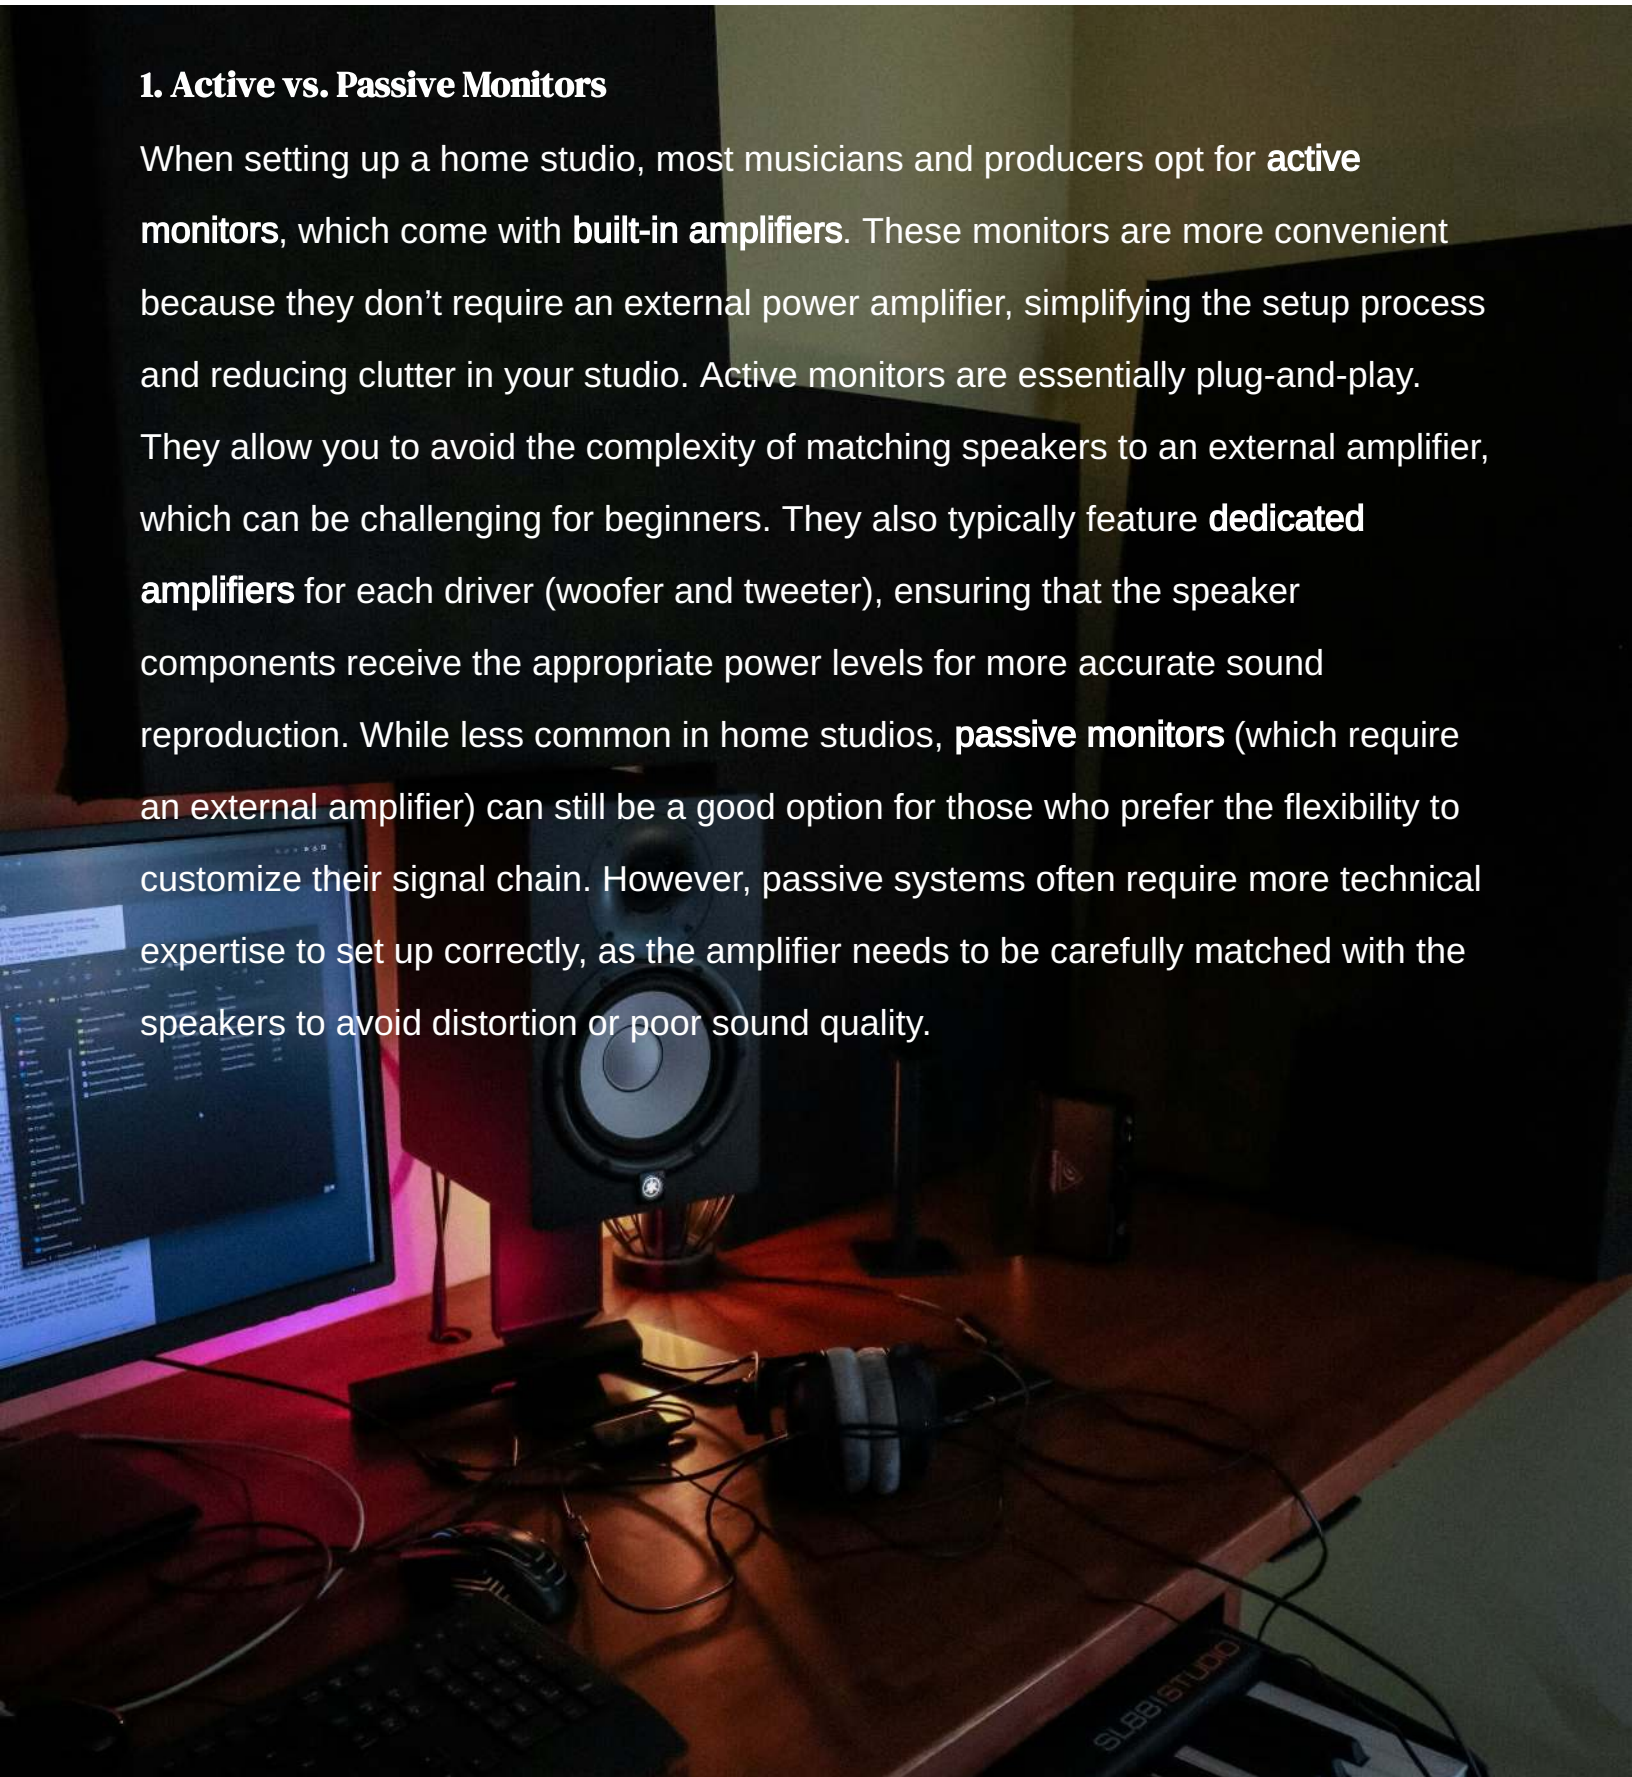 1. Active vs. Passive Monitors
When setting up a home studio, most musicians and producers opt for active
monitors, which come with built-in amplifiers. These monitors are more convenient
because they don’t require an external power amplifier, simplifying the setup process
and reducing clutter in your studio. Active monitors are essentially plug-and-play.
They allow you to avoid the complexity of matching speakers to an external amplifier,
which can be challenging for beginners. They also typically feature dedicated
amplifiers for each driver (woofer and tweeter), ensuring that the speaker
components receive the appropriate power levels for more accurate sound
reproduction. While less common in home studios, passive monitors (which require
an external amplifier) can still be a good option for those who prefer the flexibility to
customize their signal chain. However, passive systems often require more technical
expertise to set up correctly, as the amplifier needs to be carefully matched with the
speakers to avoid distortion or poor sound quality.
SL88 STUDIO